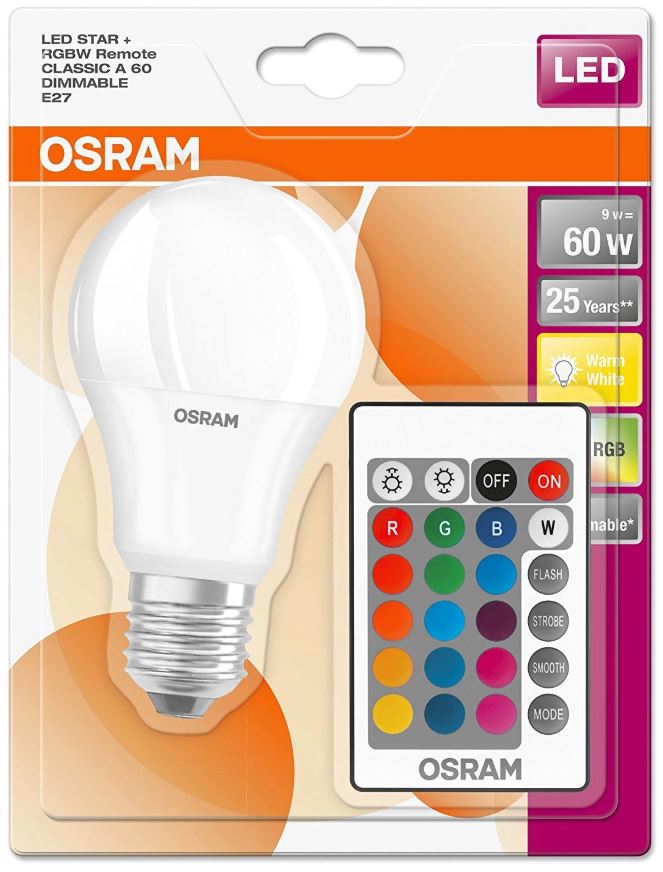 LED STAR +
RGBW Remote
CLASSIC A 60
DIMMABLE
E27
LED
OSRAM
9 W=
60 W
25 Years**
Warm
White
RGB
mable*
OSRAM
OFF ON
R G B W
FLASH
STROBE
SMOOTH
MODE
OSRAM